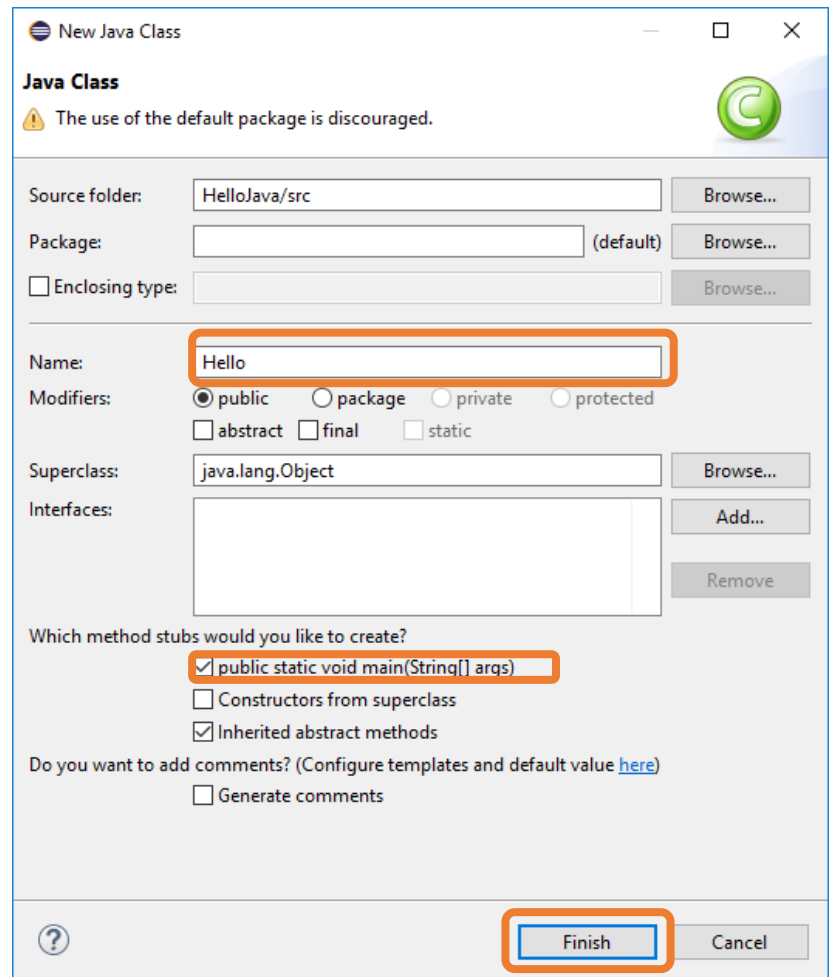 New Java Class
Java Class
The use of the default package is discouraged.
Source folder: HelloJava/src Browse...
Package: (default) Browse...
Enclosing type: Browse...
Name: Hello
Modifiers: public package private protected
abstract final static
Superclass: java.lang.Object Browse...
Interfaces: Add...
Remove
Which method stubs would you like to create?
public static void main(String[] args)
Constructors from superclass
Inherited abstract methods
Do you want to add comments? (Configure templates and default value here)
Generate comments
? Finish Cancel